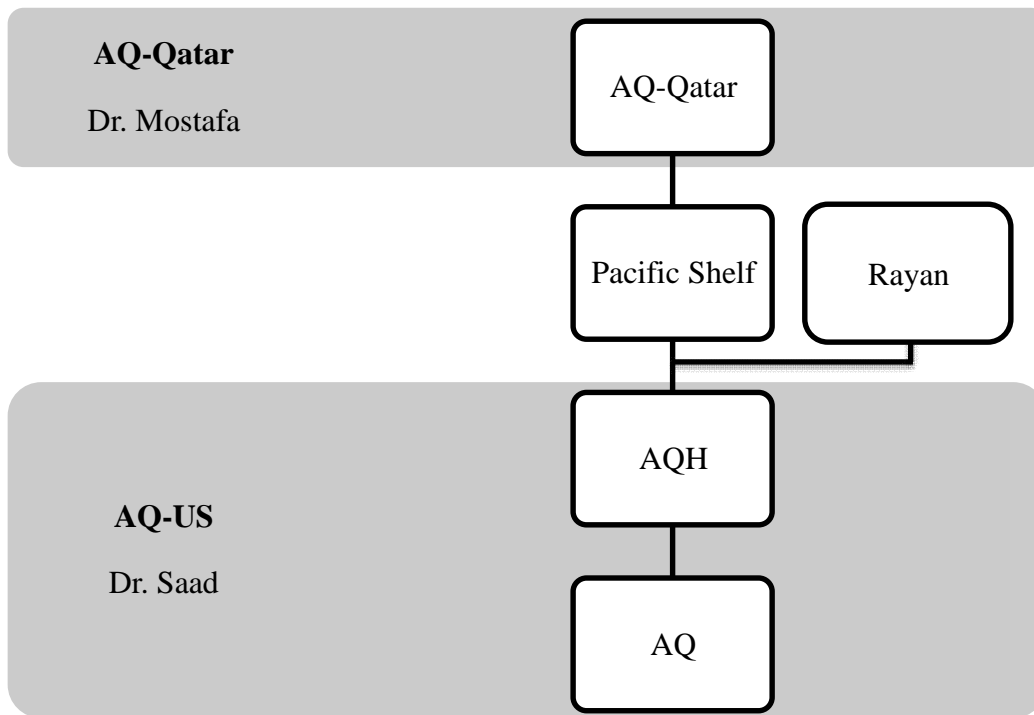 AQ-Qatar
Dr. Mostafa
AQ-Qatar
Pacific Shelf
Rayan
AQ-US
Dr. Saad
AQH
AQ